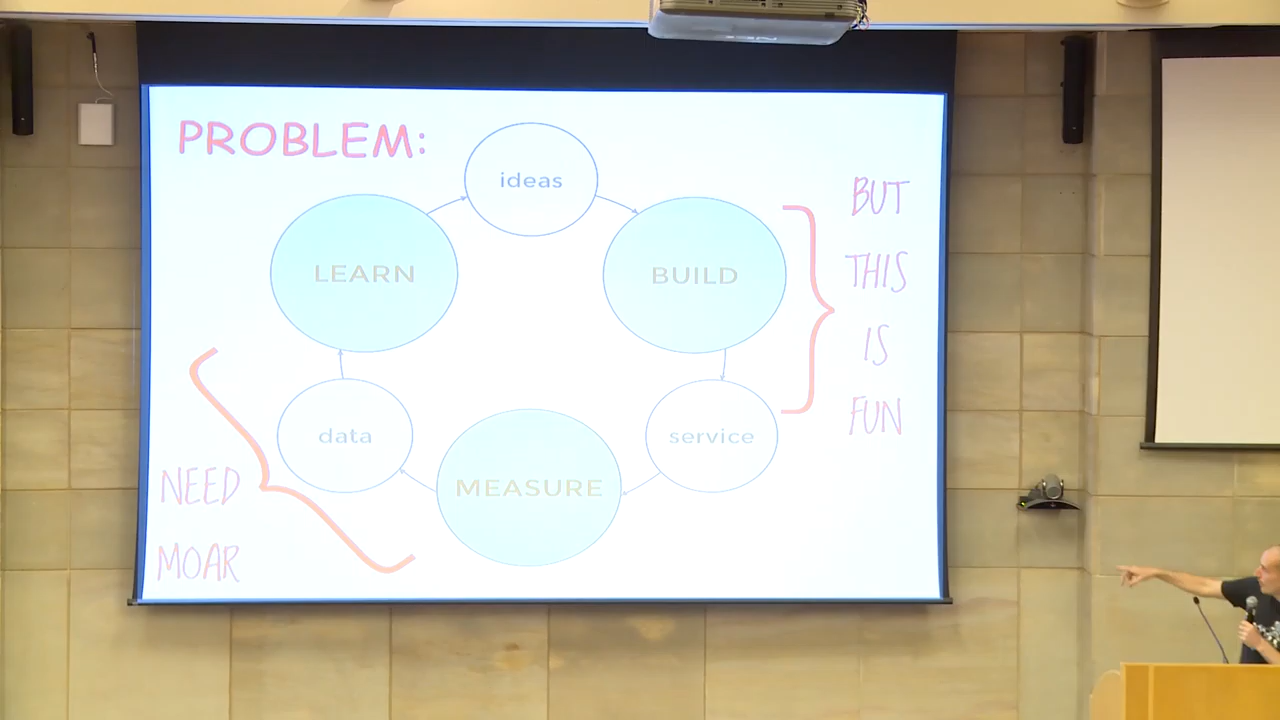 PROBLEM:
ideas
LEARN
BUILD
BUT
THIS
IS
FUN
data
service
MEASURE
NEED
MOAR